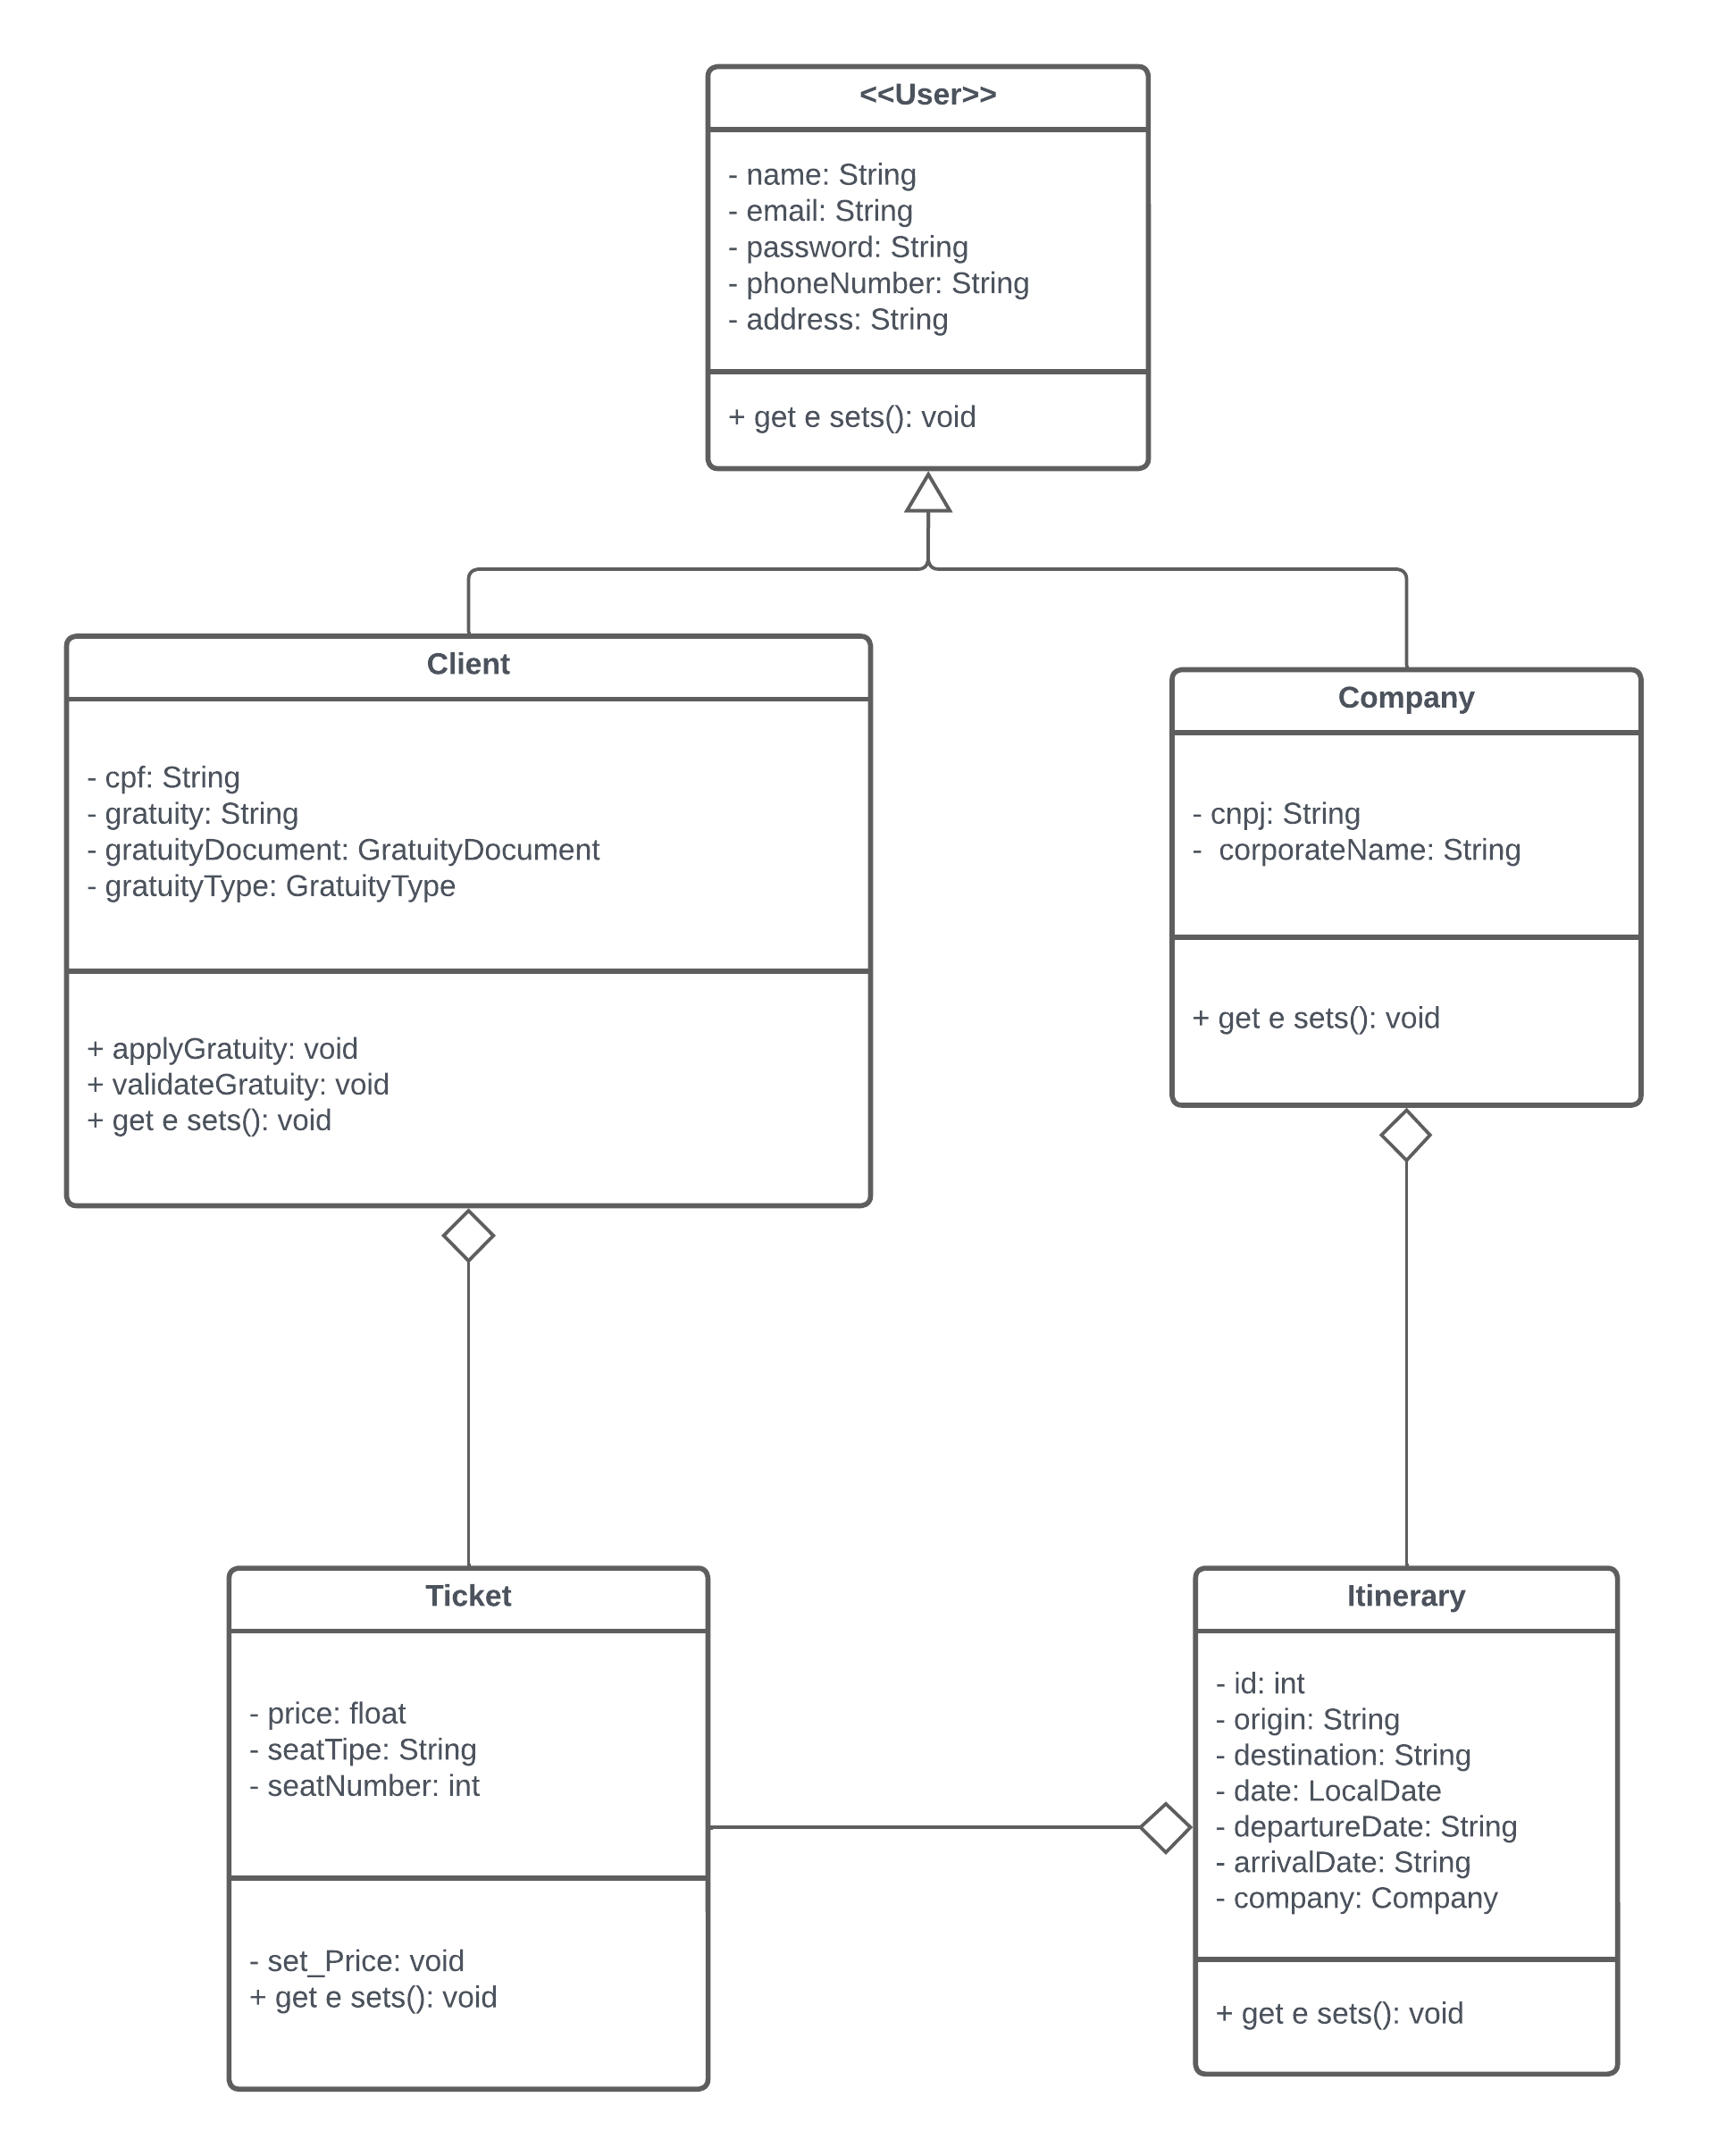 <<User>>
- name: String
- email: String
- password: String
- phoneNumber: String
- address: String
+ get e sets(): void
Client
- cpf: String
- gratuity: String
- gratuityDocument: GratuityDocument
- gratuityType: GratuityType
+ applyGratuity: void
+ validateGratuity: void
+ get e sets(): void
Company
- cnpj: String
-  corporateName: String
+ get e sets(): void
Ticket
- price: float
- seatTipe: String
- seatNumber: int
- set_Price: void
+ get e sets(): void
Itinerary
- id: int
- origin: String
- destination: String
- date: LocalDate
- departureDate: String
- arrivalDate: String
- company: Company
+ get e sets(): void